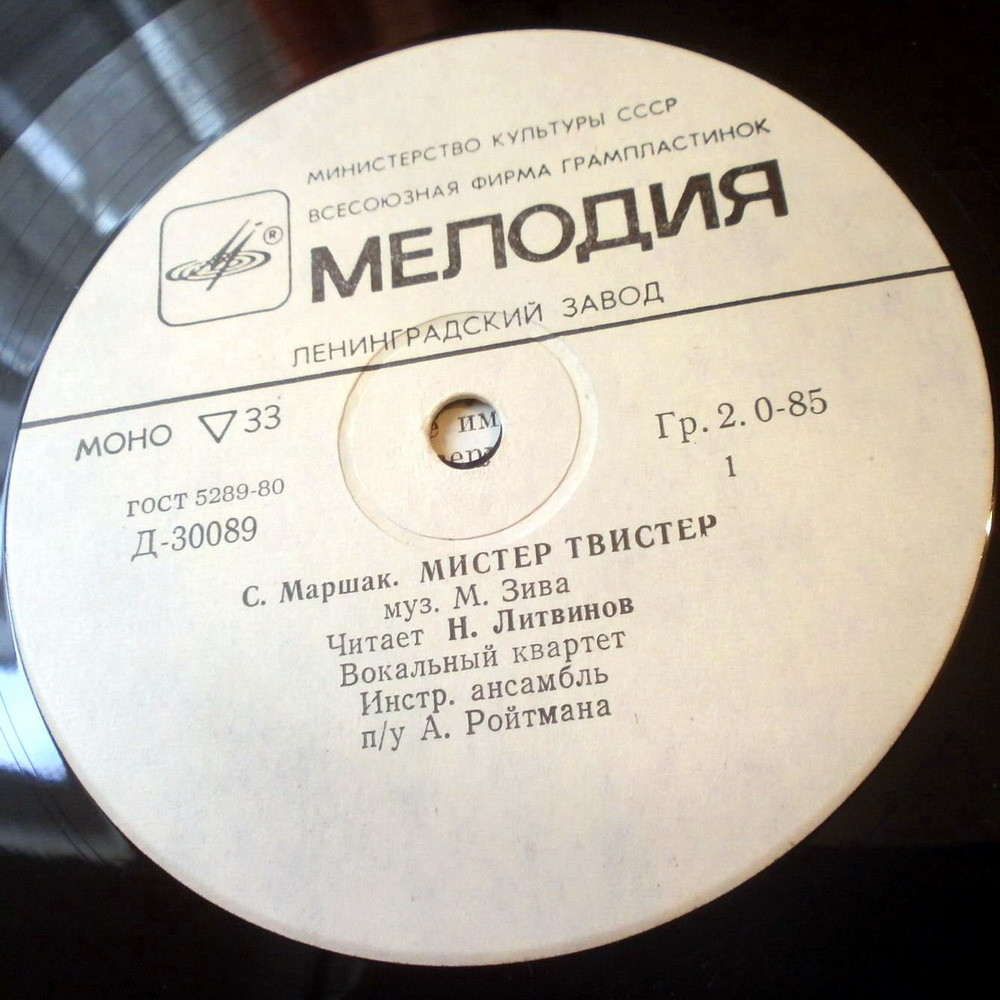 МИНИСТЕРСТВО КУЛЬТУРЫ СССР
ВСЕСОЮЗНАЯ ФИРМА ГРАМПЛАСТИНОК
МЕЛОДИЯ
®
ЛЕНИНГРАДСКИЙ ЗАВОД
МОНО ▽33
Гр. 2. 0-85
ГОСТ 5289-80
1
Д-30089
С. Маршак. МИСТЕР ТВИСТЕР
муз. М. Зива
Читает Н. Литвинов
Вокальный квартет
Инстр. ансамбль
п/у А. Ройтмана